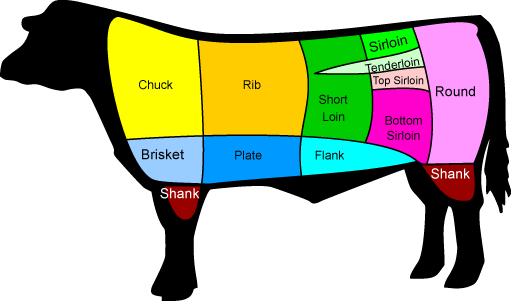 Sirloin
Tenderloin
Top Sirloin
Chuck
Rib
Short
Loin
Round
Bottom
Sirloin
Brisket
Plate
Flank
Shank
Shank